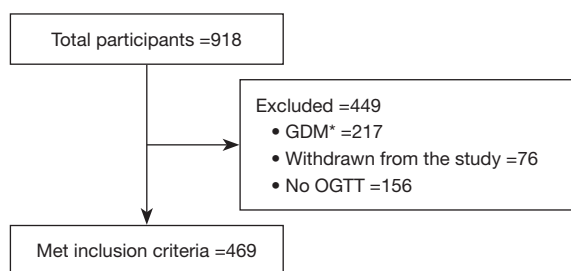 Total participants =918
Excluded =449
• GDM* =217
• Withdrawn from the study =76
• No OGTT =156
Met inclusion criteria =469